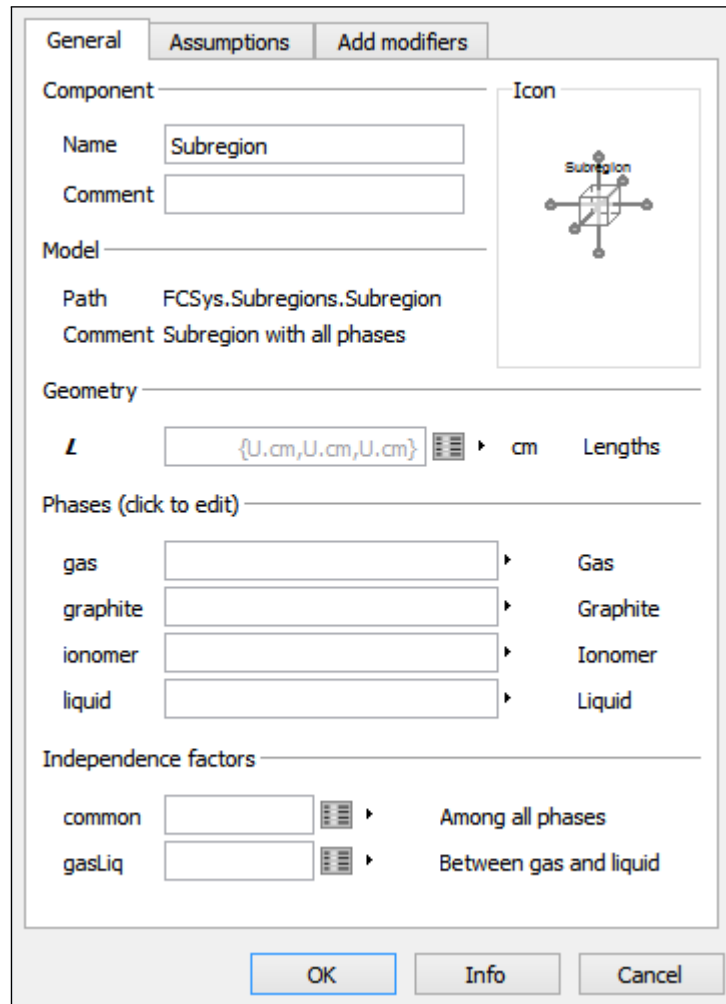 General Assumptions Add modifiers
Component Icon
Name Subregion
Subregion
Comment
Model
Path FCSys.Subregions.Subregion
Comment Subregion with all phases
Geometry
L {U.cm,U.cm,U.cm} cm Lengths
Phases (click to edit)
gas Gas
graphite Graphite
ionomer Ionomer
liquid Liquid
Independence factors
common Among all phases
gasLiq Between gas and liquid
OK Info Cancel